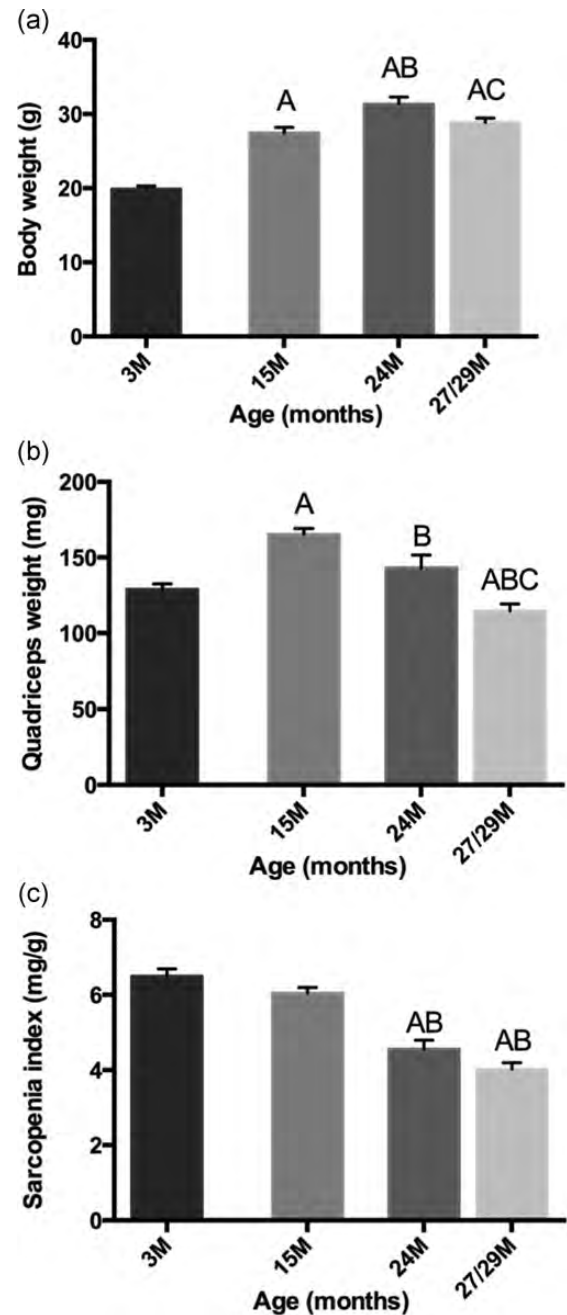 (a)
Body weight (g)
40
30
20
10
0
A
AB
AC
3M
15M
24M
27/29M
Age (months)
(b)
Quadriceps weight (mg)
200
150
100
50
0
A
B
ABC
3M
15M
24M
27/29M
Age (months)
(c)
Sarcopenia index (mg/g)
8
6
4
2
0
AB
AB
3M
15M
24M
27/29M
Age (months)